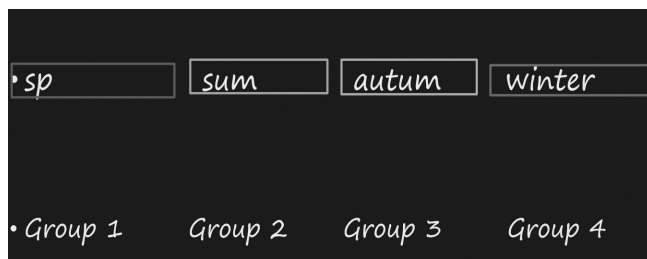 • sp sum autum winter
• Group 1 Group 2 Group 3 Group 4